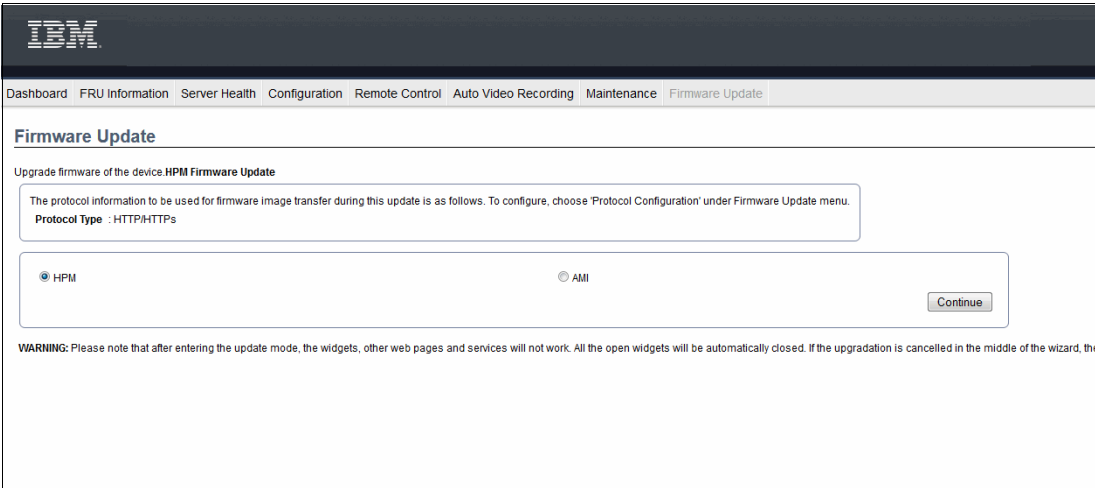 IBM.
Dashboard FRU Information Server Health Configuration Remote Control Auto Video Recording Maintenance Firmware Update
Firmware Update
Upgrade firmware of the device.HPM Firmware Update
The protocol information to be used for firmware image transfer during this update is as follows. To configure, choose 'Protocol Configuration' under Firmware Update menu.
Protocol Type : HTTP/HTTPs
HPM AMI
Continue
WARNING: Please note that after entering the update mode, the widgets, other web pages and services will not work. All the open widgets will be automatically closed. If the upgradation is cancelled in the middle of the wizard, the